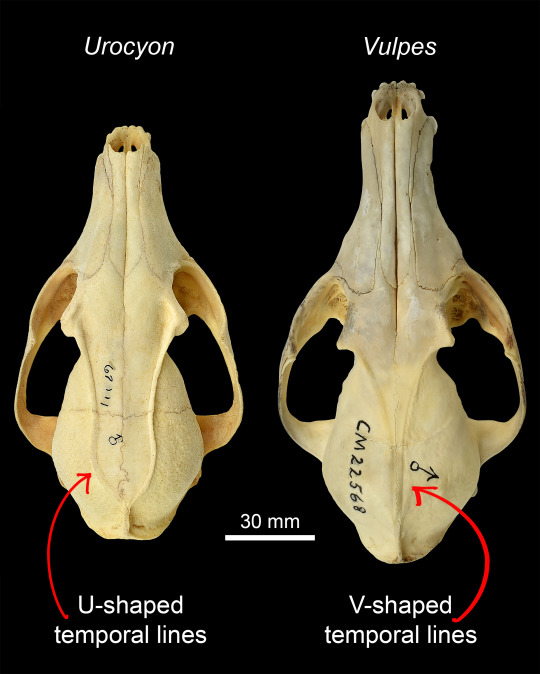 Urocyon
Vulpes
CM 22568
30 mm
U-shaped
temporal lines
V-shaped
temporal lines